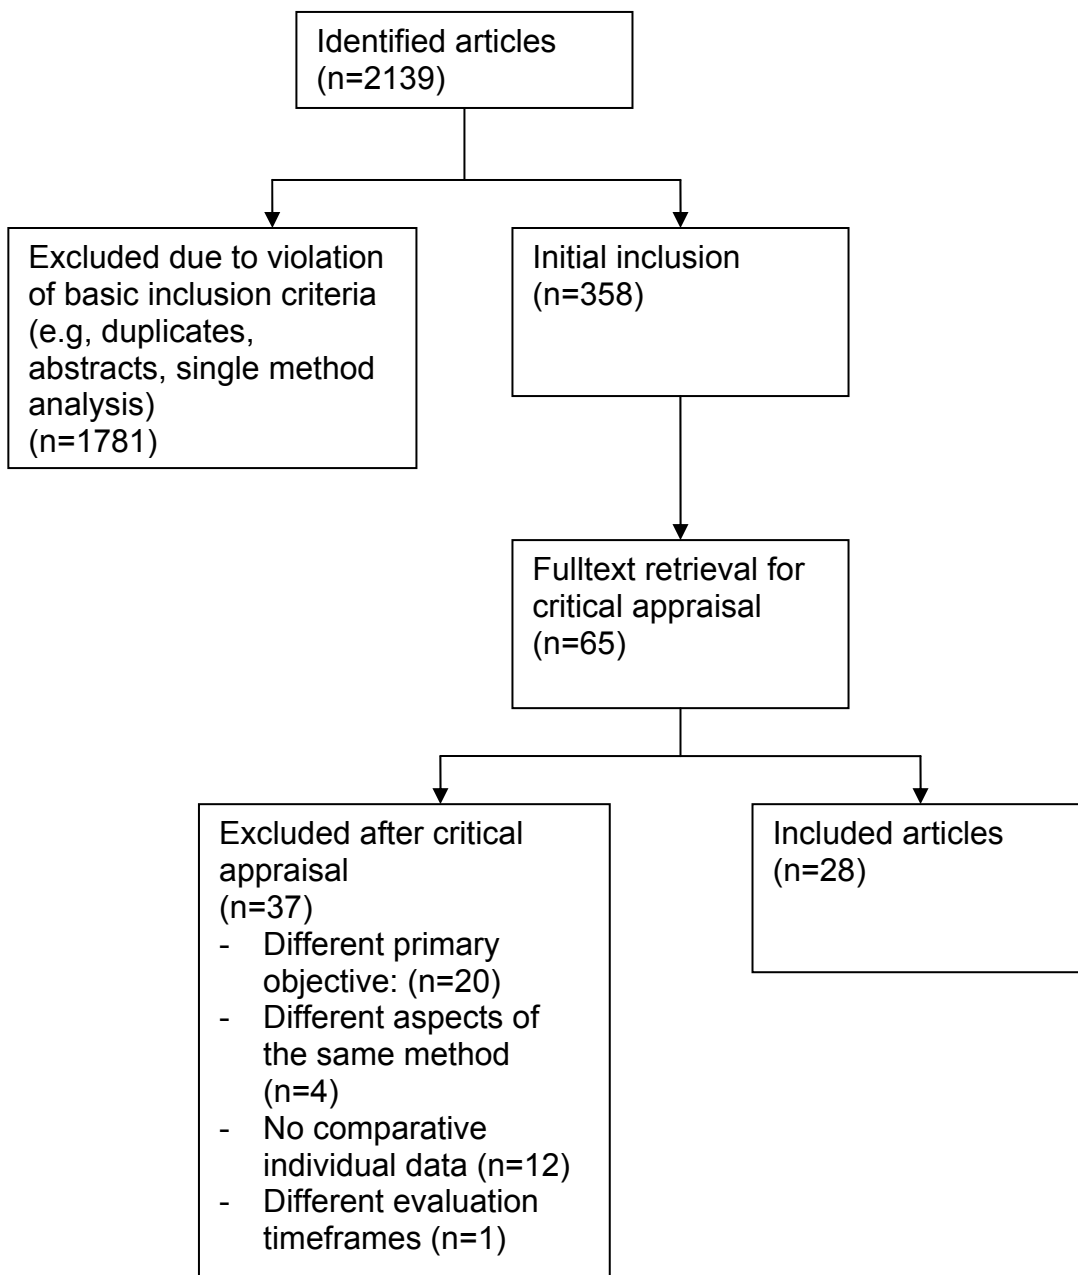 Identified articles
(n=2139)
Excluded due to violation
of basic inclusion criteria
(e.g, duplicates,
abstracts, single method
analysis)
(n=1781)
Initial inclusion
(n=358)
Fulltext retrieval for
critical appraisal
(n=65)
Excluded after critical
appraisal
(n=37)
- Different primary
objective: (n=20)
- Different aspects of
the same method
(n=4)
- No comparative
individual data (n=12)
- Different evaluation
timeframes (n=1)
Included articles
(n=28)